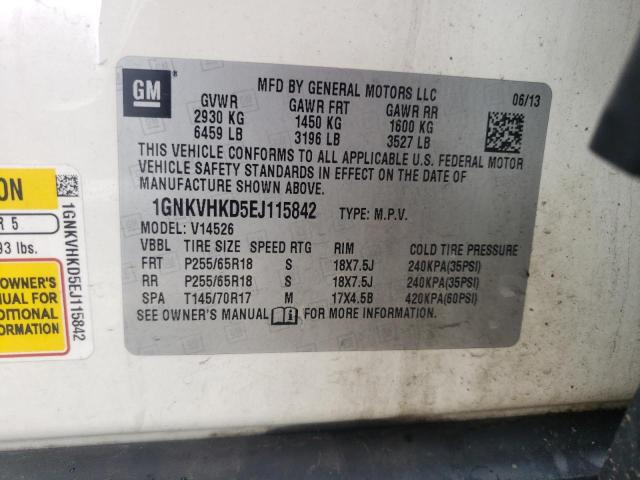 GM
MFD BY GENERAL MOTORS LLC
06/13
GVWR GAWR FRT GAWR RR
2930 KG 1450 KG 1600 KG
6459 LB 3196 LB 3527 LB
THIS VEHICLE CONFORMS TO ALL APPLICABLE U.S. FEDERAL MOTOR
VEHICLE SAFETY STANDARDS IN EFFECT ON THE DATE OF
MANUFACTURE SHOWN ABOVE.
1GNKVHKD5EJ115842 TYPE: M.P.V.
MODEL: V14526
VBBL TIRE SIZE SPEED RTG RIM COLD TIRE PRESSURE
FRT P255/65R18 S 18X7.5J 240KPA(35PSI)
RR P255/65R18 S 18X7.5J 240KPA(35PSI)
SPA T145/70R17 M 17X4.5B 420KPA(60PSI)
SEE OWNER'S MANUAL FOR MORE INFORMATION.
ON
R 5
93 lbs.
OWNER'S
NUAL FOR
DITIONAL
RMATION
1GNKVHKD5EJ115842